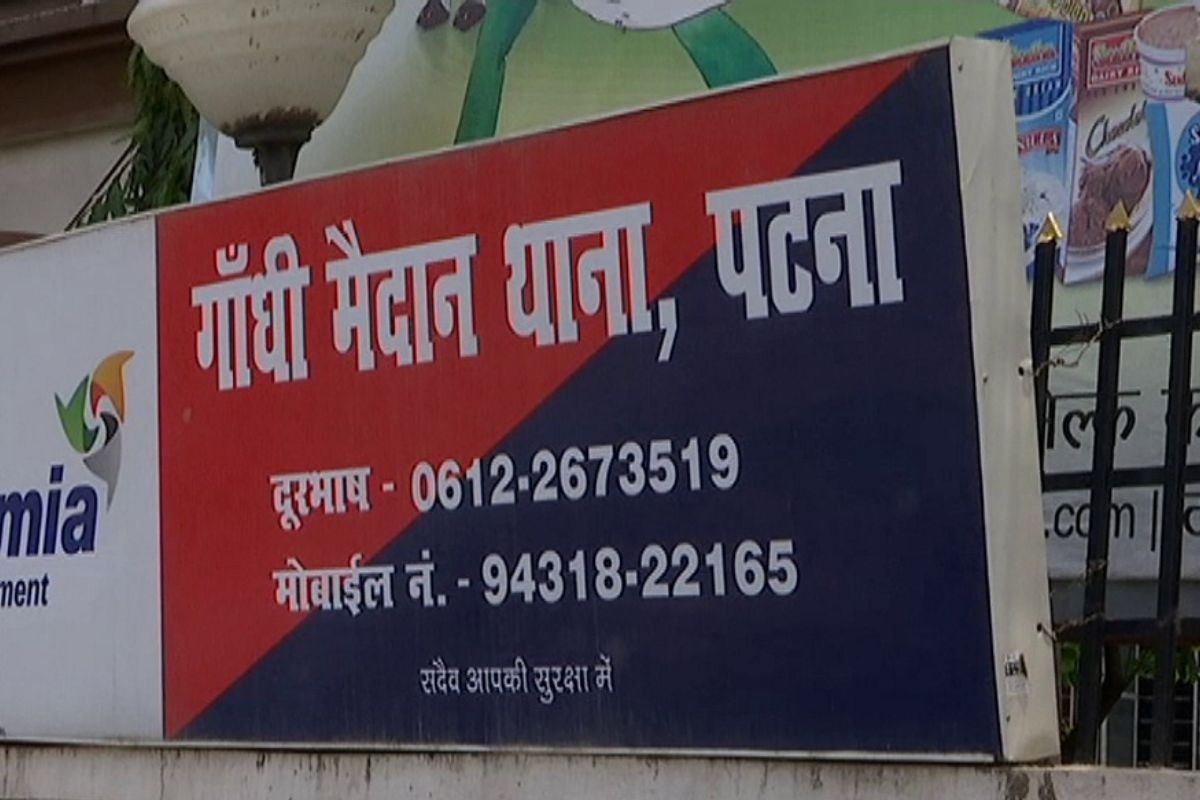 गाँधी मैदान थाना, पटना
दूरभाष - 0612-2673519
मोबाईल नं. - 94318-22165
सदैव आपकी सुरक्षा में
mia
ment
.com |